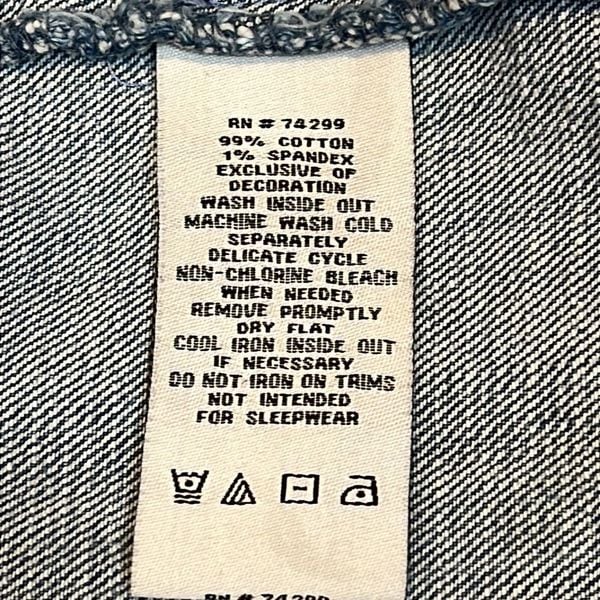 RN # 74299
99% COTTON
1% SPANDEX
EXCLUSIVE OF
DECORATION
WASH INSIDE OUT
MACHINE WASH COLD
SEPARATELY
DELICATE CYCLE
NON-CHLORINE BLEACH
WHEN NEEDED
REMOVE PROMPTLY
DRY FLAT
COOL IRON INSIDE OUT
IF NECESSARY
DO NOT IRON ON TRIMS
NOT INTENDED
FOR SLEEPWEAR
RN # 74299